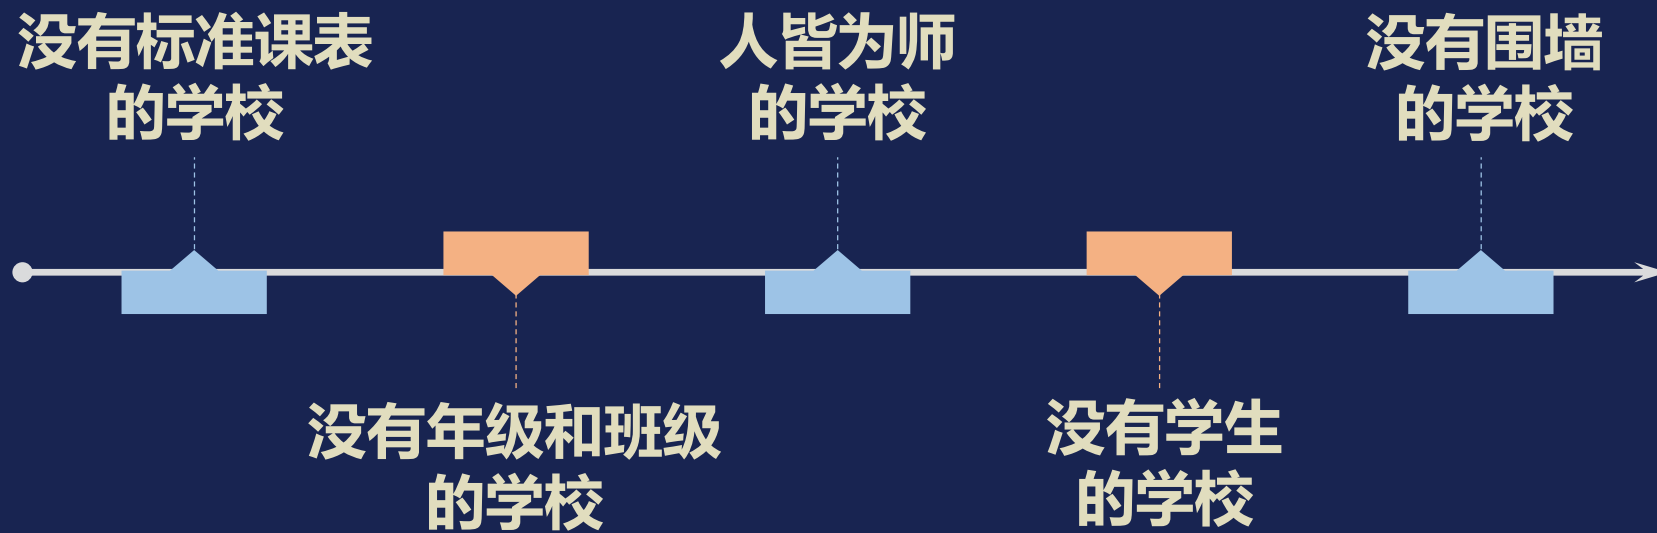 没有标准课表
的学校
没有年级和班级
的学校
人皆为师
的学校
没有学生
的学校
没有围墙
的学校